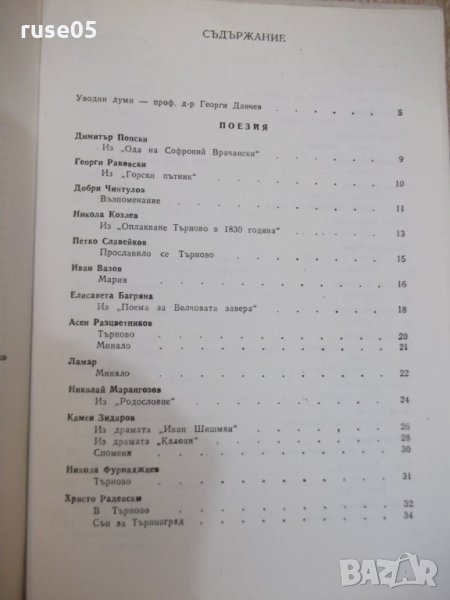 ruse05
СЪДЪРЖАНИЕ
Уводни думи — проф. д-р Георги Данчев . . . . . . 5
ПОЕЗИЯ
Димитър Попски
Из „Ода на Софроний Врачански“ . . . . . . 9
Георги Раковски
Из „Горски пътник“ . . . . . . 10
Добри Чинтулов
Възпоменание . . . . . . 11
Никола Козлев
Из „Оплакване Търново в 1830 година“ . . . . . . 13
Петко Славейков
Прославило се Търново . . . . . . 15
Иван Вазов
Мария . . . . . . 16
Елисавета Багряна
Из „Поема за Велчовата завера“ . . . . . . 18
Асен Разцветников
Търново . . . . . . 20
Минало . . . . . . 21
Ламар
Минало . . . . . . 22
Николай Марангозов
Из „Родословие“ . . . . . . 24
Камен Зидаров
Из драмата „Иван Шишман“ . . . . . . 26
Из драмата „Калоян“ . . . . . . 28
Спомени . . . . . . 30
Никола Фурнаджиев
Търново . . . . . . 31
Христо Радевски
В Търново . . . . . . 32
Сън за Търновград . . . . . . 34
BAZAR